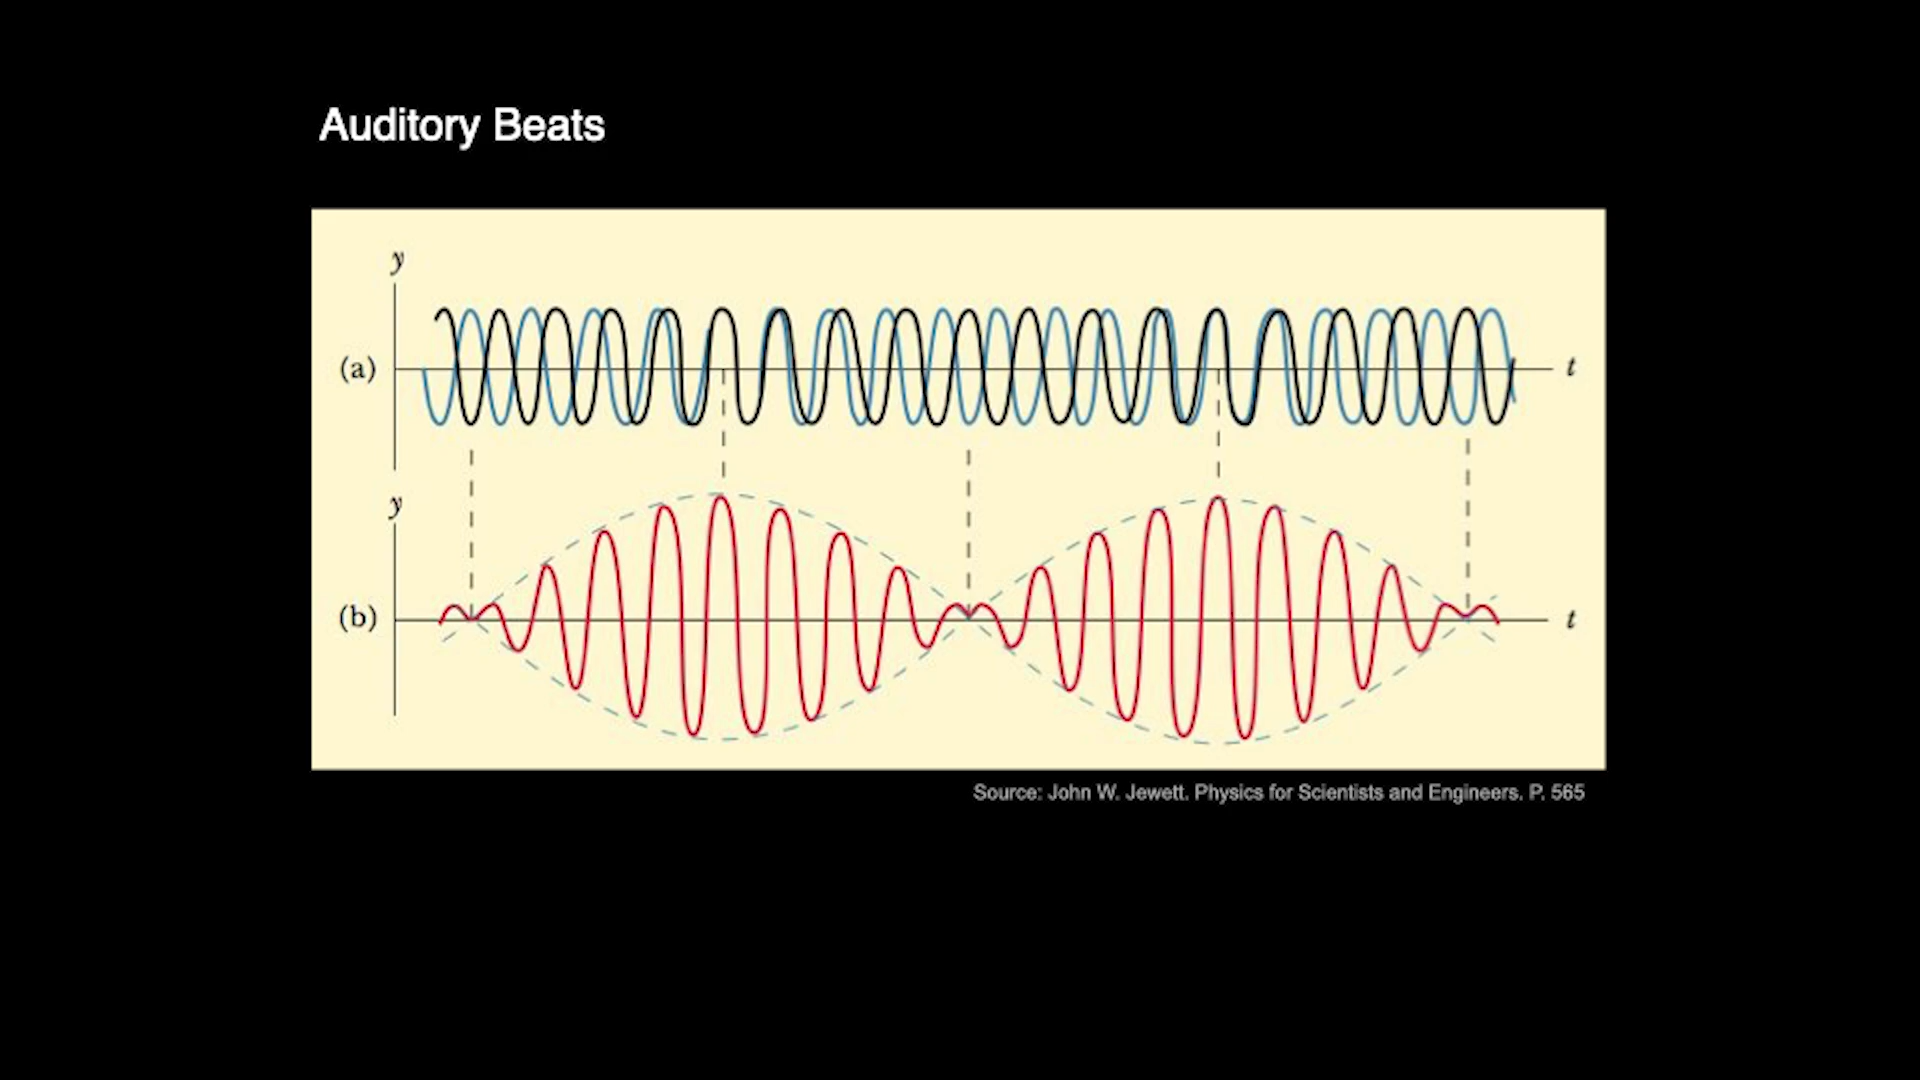 Auditory Beats
y
(a)
t
y
(b)
t
Source: John W. Jewett. Physics for Scientists and Engineers. P. 565